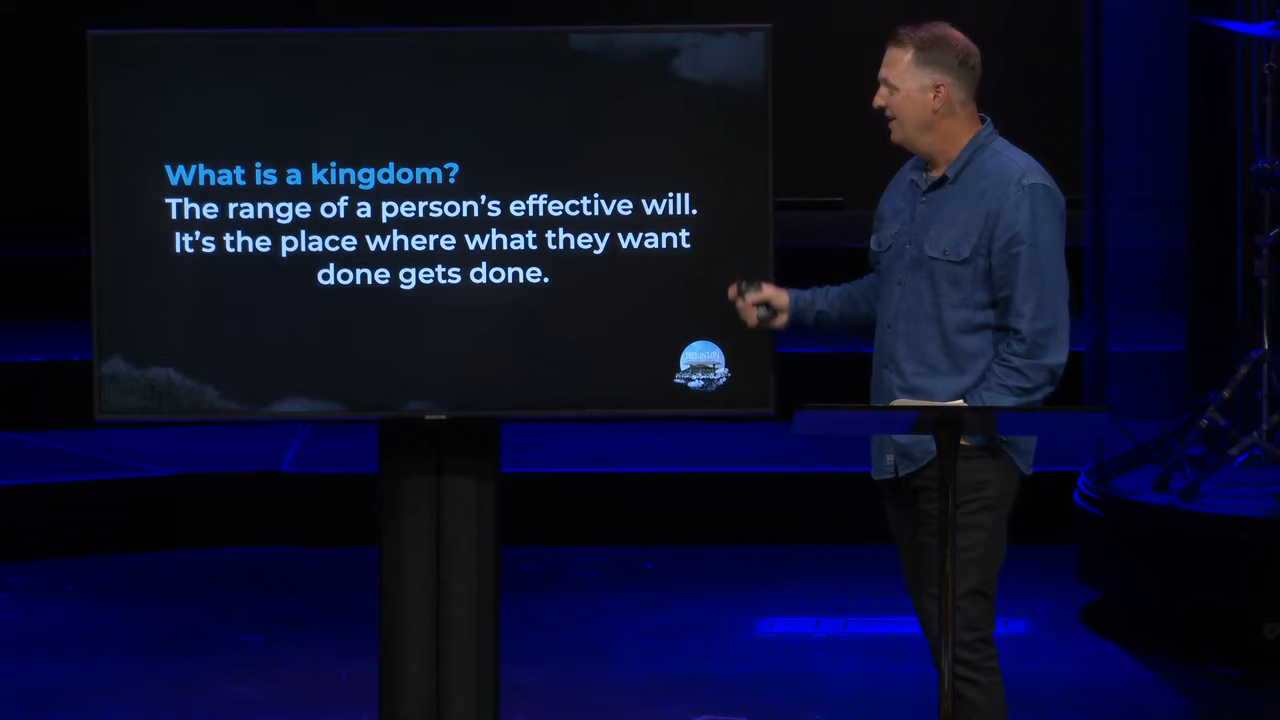 What is a kingdom?
The range of a person’s effective will.
It’s the place where what they want
done gets done.